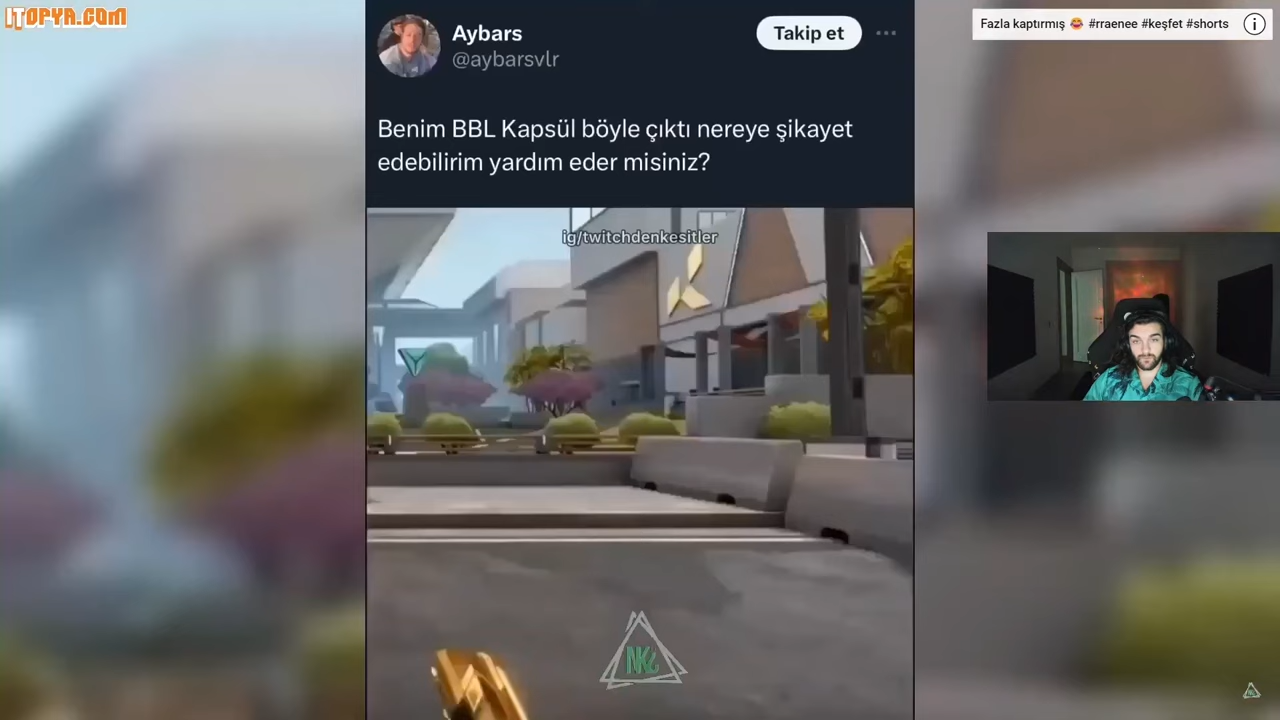 iTOPYA.COM
Aybars
@aybarsvlr
Takip et
Benim BBL Kapsül böyle çıktı nereye şikayet
edebilirim yardım eder misiniz?
ig/twitchdenkesitler
Fazla kaptırmış 😂 #rraenee #keşfet #shorts